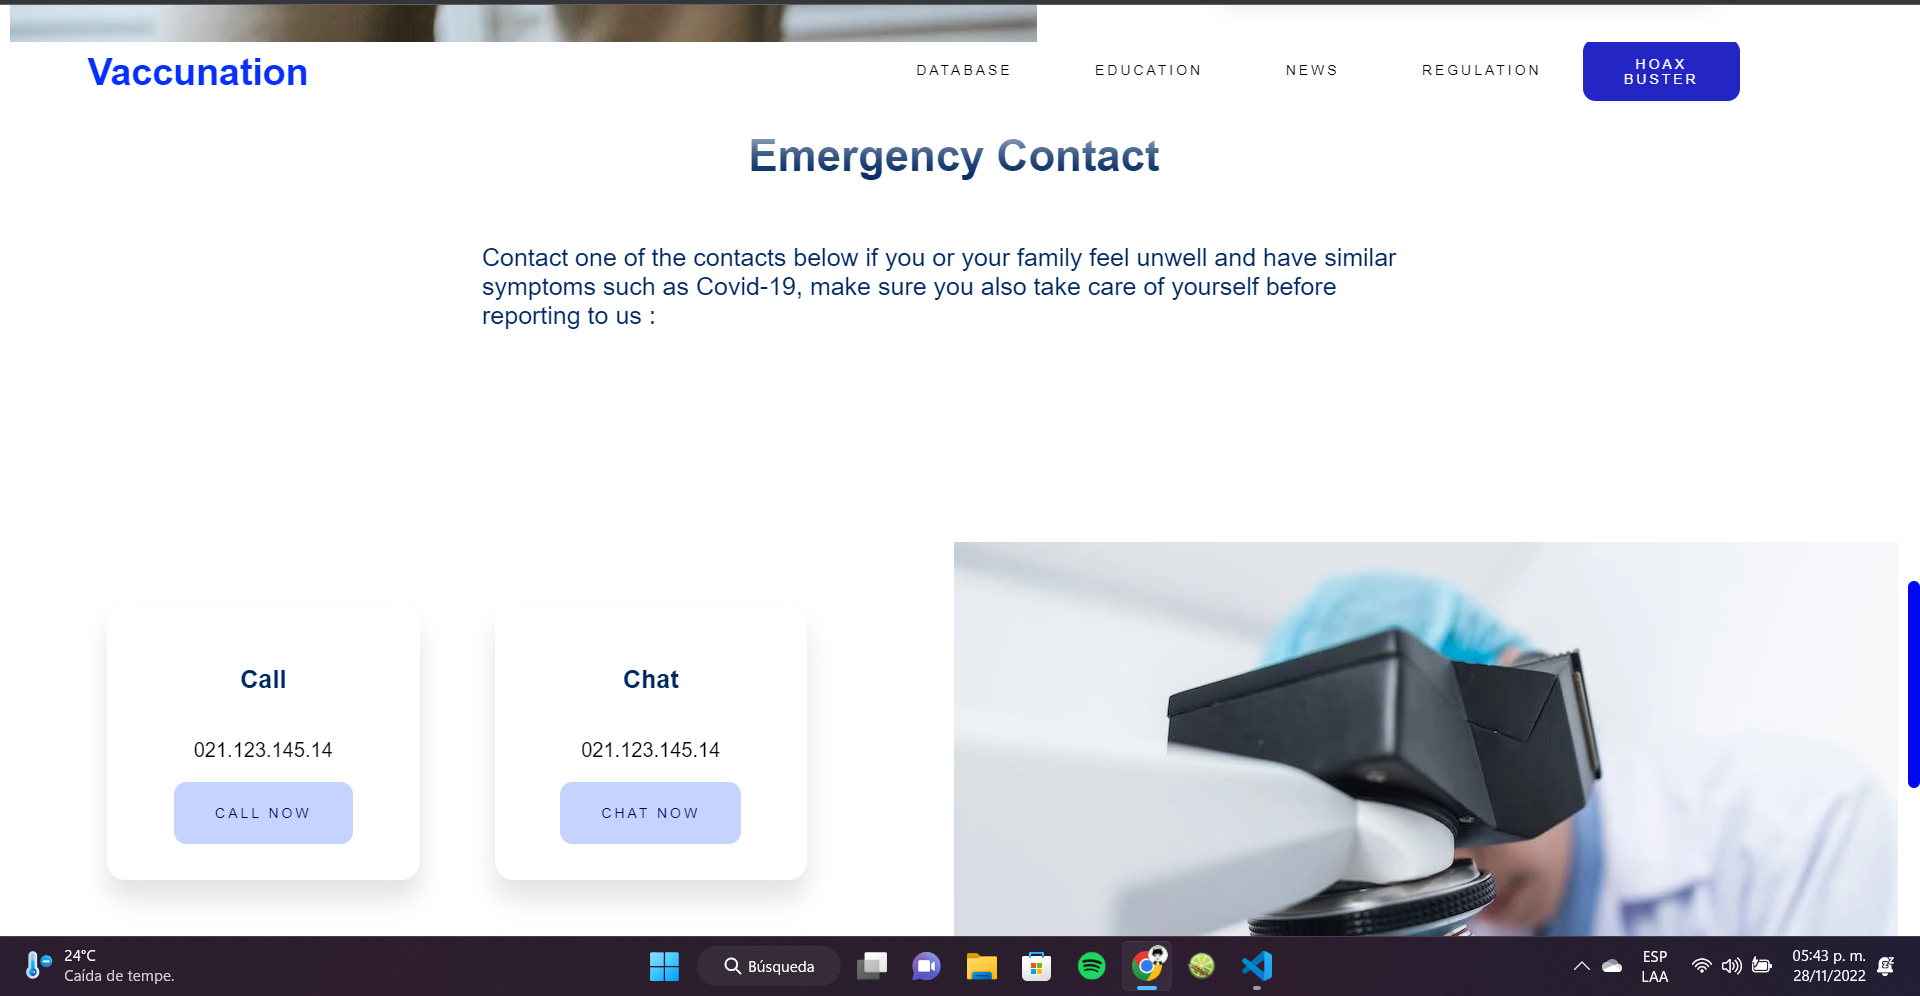 Vaccunation
DATABASE
EDUCATION
NEWS
REGULATION
HOAX
BUSTER
Emergency Contact
Contact one of the contacts below if you or your family feel unwell and have similar
symptoms such as Covid-19, make sure you also take care of yourself before
reporting to us :
Call
021.123.145.14
CALL NOW
Chat
021.123.145.14
CHAT NOW
24°C
Caída de tempe.
Búsqueda
ESP
LAA
05:43 p. m.
28/11/2022